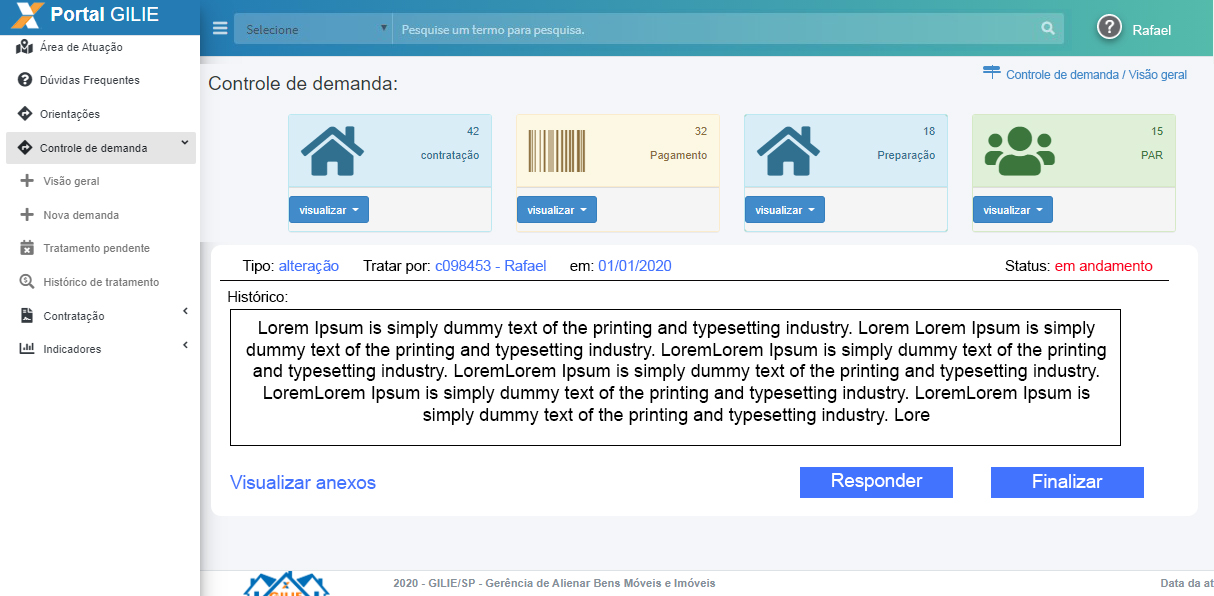 Portal GILIE
Selecione
Pesquise um termo para pesquisa.
Rafael
Área de Atuação
Dúvidas Frequentes
Orientações
Controle de demanda
Visão geral
Nova demanda
Tratamento pendente
Histórico de tratamento
Contratação
Indicadores
Controle de demanda:
Controle de demanda / Visão geral
42
contratação
visualizar
32
Pagamento
visualizar
18
Preparação
visualizar
15
PAR
visualizar
Tipo: alteração Tratar por: c098453 - Rafael em: 01/01/2020 Status: em andamento
Histórico:
Lorem Ipsum is simply dummy text of the printing and typesetting industry. Lorem Lorem Ipsum is simply
dummy text of the printing and typesetting industry. LoremLorem Ipsum is simply dummy text of the printing
and typesetting industry. LoremLorem Ipsum is simply dummy text of the printing and typesetting industry.
LoremLorem Ipsum is simply dummy text of the printing and typesetting industry. LoremLorem Ipsum is
simply dummy text of the printing and typesetting industry. Lore
Visualizar anexos
Responder
Finalizar
GILIE
2020 - GILIE/SP - Gerência de Alienar Bens Móveis e Imóveis
Data da at